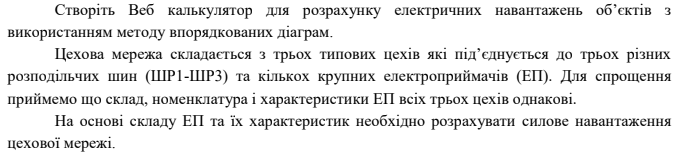 Створіть Веб калькулятор для розрахунку електричних навантажень об’єктів з
використанням методу впорядкованих діаграм.
Цехова мережа складається з трьох типових цехів які під’єднується до трьох різних
розподільчих шин (ШР1-ШР3) та кількох крупних електроприймачів (ЕП). Для спрощення
приймемо що склад, номенклатура і характеристики ЕП всіх трьох цехів однакові.
На основі складу ЕП та їх характеристик необхідно розрахувати силове навантаження
цехової мережі.